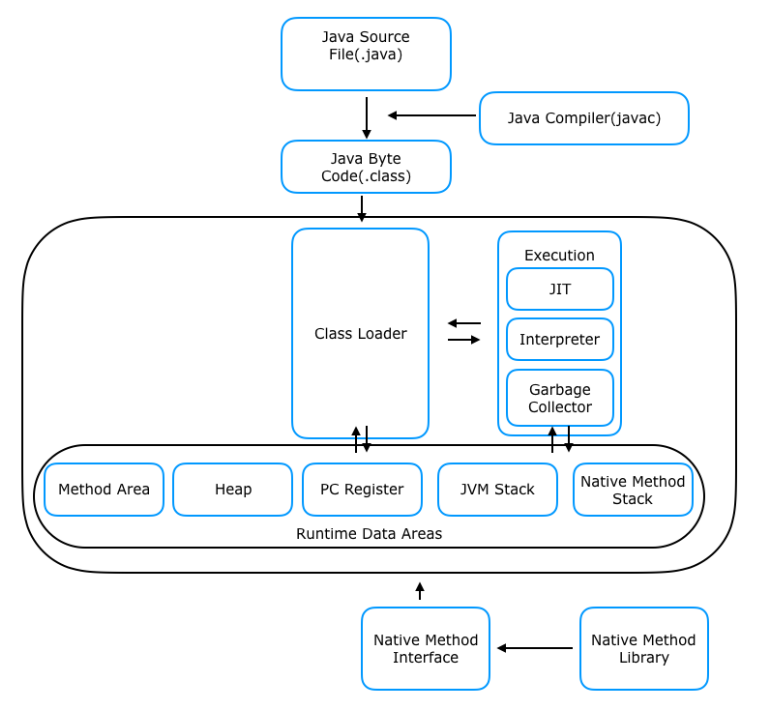 Java Source
File(.java)
Java Compiler(javac)
Java Byte
Code(.class)
Class Loader
Execution
JIT
Interpreter
Garbage
Collector
Method Area
Heap
PC Register
JVM Stack
Native Method
Stack
Runtime Data Areas
Native Method
Interface
Native Method
Library